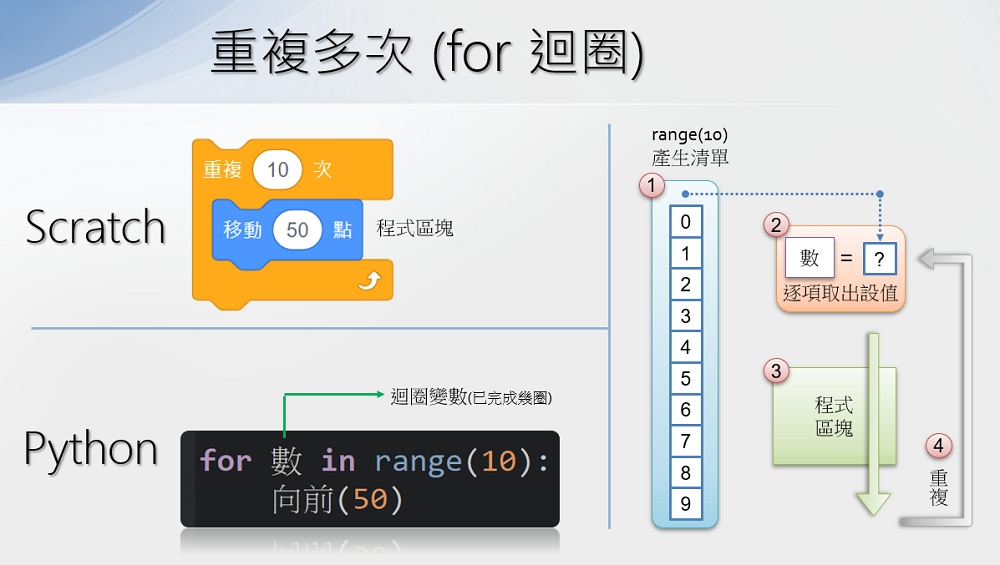 重複多次 (for 迴圈)
Scratch
重複 10 次
移動 50 點
程式區塊
Python
迴圈變數(已完成幾圈)
for 數 in range(10):
向前(50)
range(10)
產生清單
1
0
1
2
3
4
5
6
7
8
9
2
數 = ?
逐項取出設值
3
程式
區塊
4
重
複